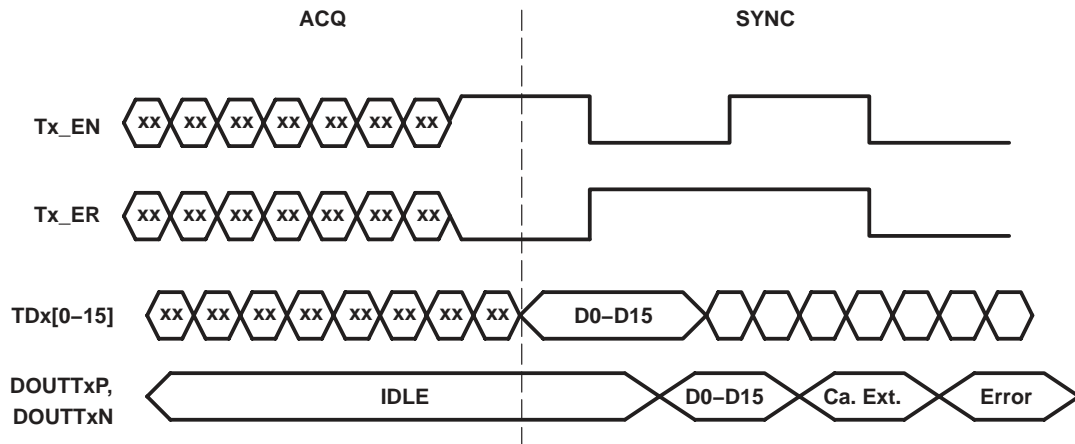 ACQ SYNC
Tx_EN xx xx xx xx xx xx xx
Tx_ER xx xx xx xx xx xx xx
TDx[0–15] xx xx xx xx xx xx xx xx D0–D15
DOUTTxP,
DOUTTxN IDLE D0–D15 Ca. Ext. Error